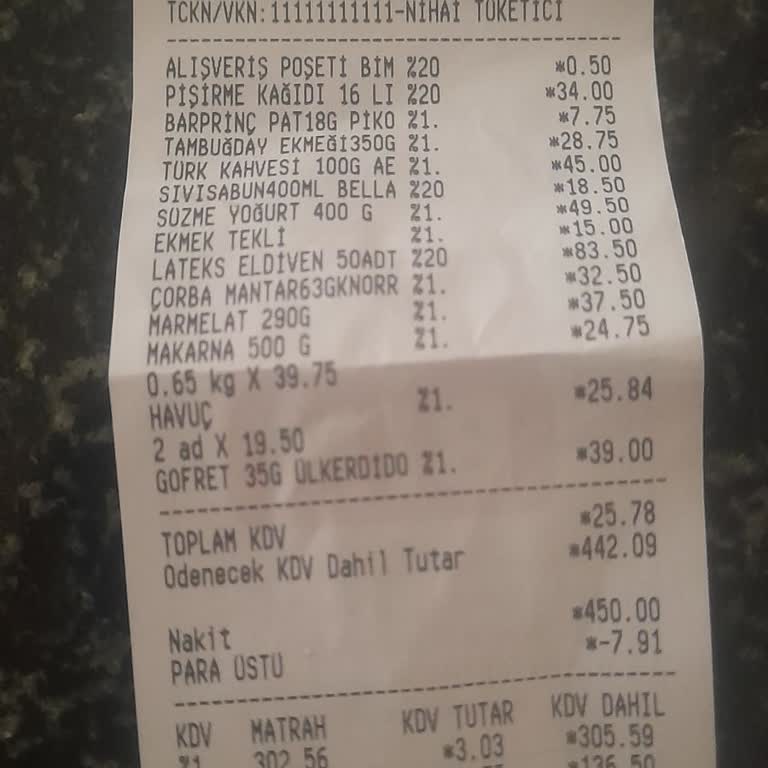 TCKN/VKN:11111111111-NİHAİ TÜKETİCİ
ALIŞVERİŞ POŞETİ BİM %20 *0.50
PİŞİRME KAĞIDI 16 LI %20 *34.00
BARPRİNÇ PAT18G PİKO %1. *7.75
TAMBUĞDAY EKMEĞİ350G %1. *28.75
TÜRK KAHVESİ 100G AE %1. *45.00
SIVISABUN400ML BELLA %20 *18.50
SÜZME YOĞURT 400 G %1. *49.50
EKMEK TEKLİ %1. *15.00
LATEKS ELDİVEN 50ADT %20 *83.50
ÇORBA MANTAR63GKNORR %1. *32.50
MARMELAT 290G %1. *37.50
MAKARNA 500 G %1. *24.75
0.65 kg X 39.75
HAVUÇ %1. *25.84
2 ad X 19.50
GOFRET 35G ÜLKERDİDO %1. *39.00
TOPLAM KDV *25.78
Ödenecek KDV Dahil Tutar *442.09
Nakit *450.00
PARA ÜSTÜ *-7.91
KDV MATRAH KDV TUTAR KDV DAHİL
%1 302.56 *3.03 *305.59
*136.50